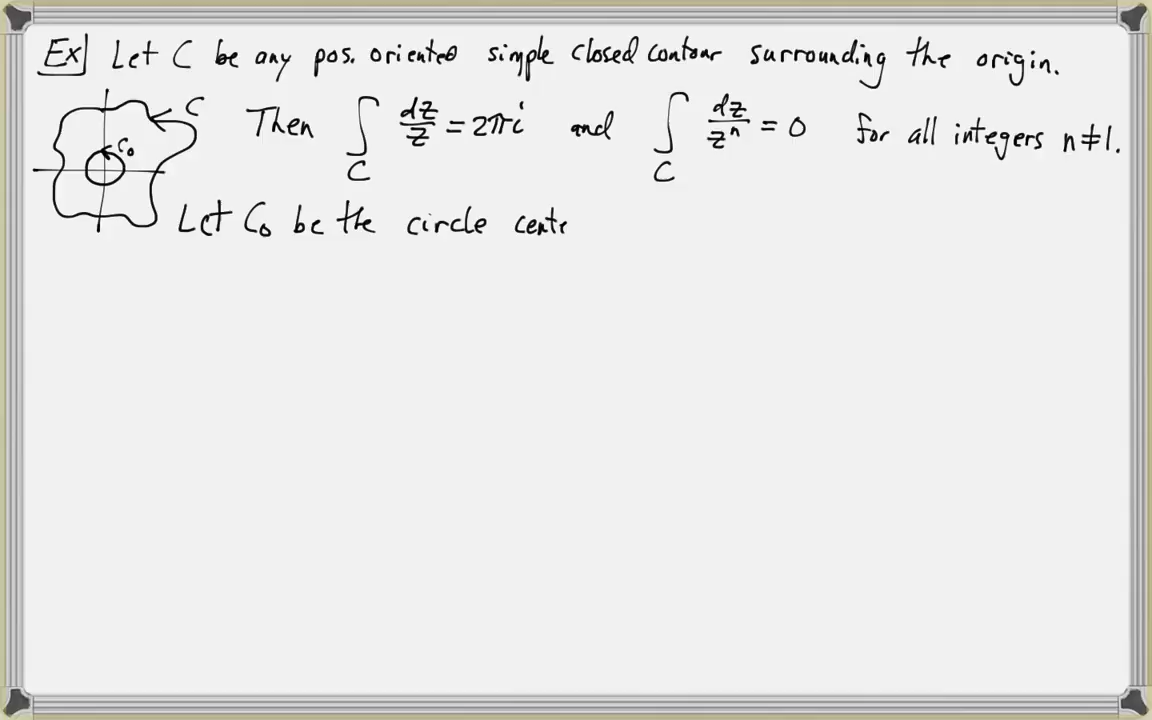 Ex Let C be any pos. oriented simple closed contour surrounding the origin.
C
C₀
Then ∫_C dz/z = 2πi and ∫_C dz/zⁿ = 0 for all integers n≠1.
Let C₀ be the circle cente